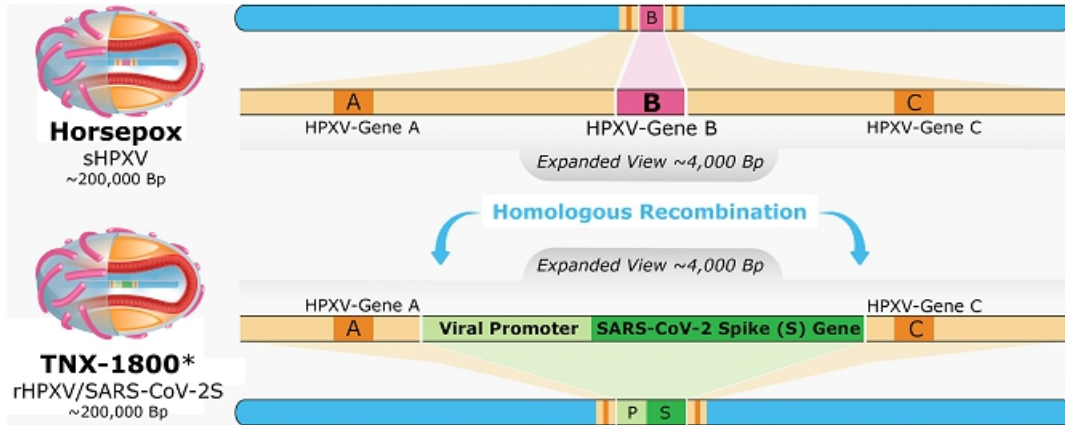 B
A
B
C
Horsepox
sHPXV
~200,000 Bp
HPXV-Gene A
HPXV-Gene B
HPXV-Gene C
Expanded View ~4,000 Bp
Homologous Recombination
Expanded View ~4,000 Bp
HPXV-Gene A
HPXV-Gene C
A
Viral Promoter
SARS-CoV-2 Spike (S) Gene
C
TNX-1800*
rHPXV/SARS-CoV-2S
~200,000 Bp
P
S